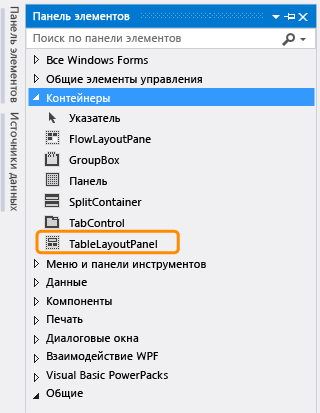 Панель элементов
Источники данных
Панель элементов
Поиск по панели элементов
Все Windows Forms
Общие элементы управления
Контейнеры
Указатель
FlowLayoutPane
GroupBox
Панель
SplitContainer
TabControl
TableLayoutPanel
Меню и панели инструментов
Данные
Компоненты
Печать
Диалоговые окна
Взаимодействие WPF
Visual Basic PowerPacks
Общие